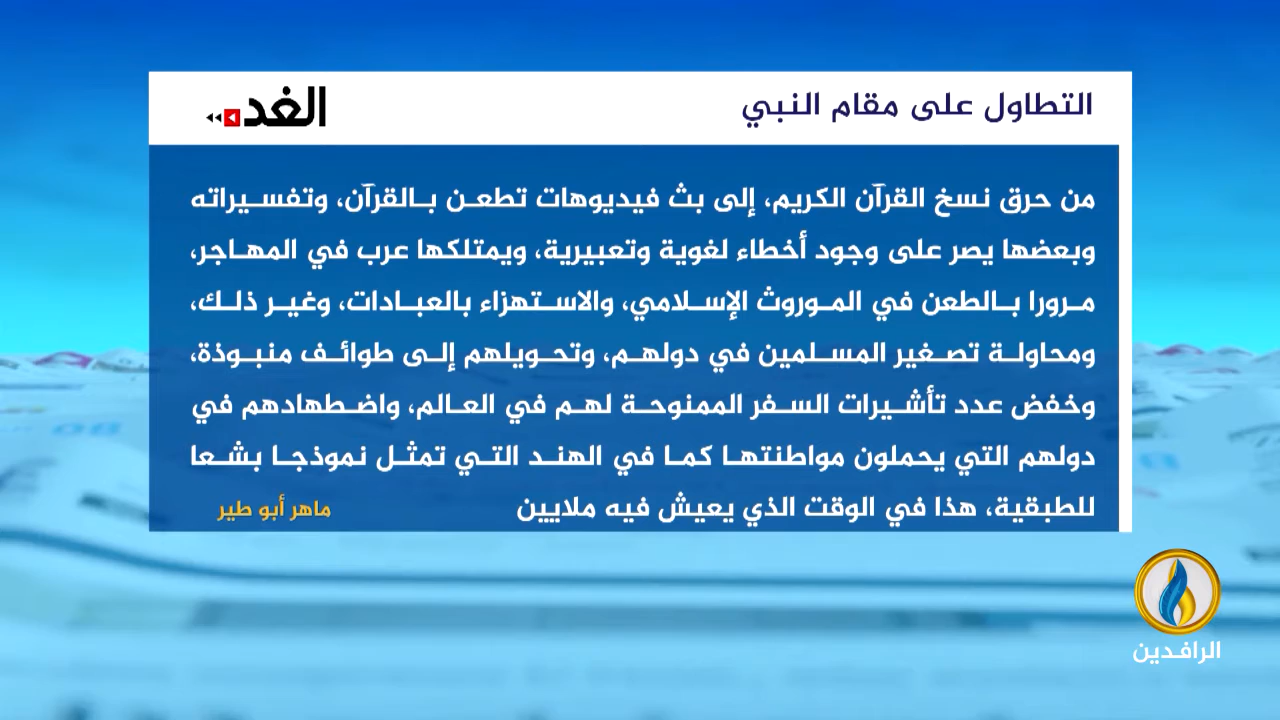 التطاول على مقام النبي
الغد
من حرق نسخ القرآن الكريم، إلى بث فيديوهات تطعن بالقرآن، وتفسيراته
وبعضها يصر على وجود أخطاء لغوية وتعبيرية، ويمتلكها عرب في المهاجر،
مرورا بالطعن في الموروث الإسلامي، والاستهزاء بالعبادات، وغير ذلك،
ومحاولة تصغير المسلمين في دولهم، وتحويلهم إلى طوائف منبوذة،
وخفض عدد تأشيرات السفر الممنوحة لهم في العالم، واضطهادهم في
دولهم التي يحملون مواطنتها كما في الهند التي تمثل نموذجا بشعا
للطبقية، هذا في الوقت الذي يعيش فيه ملايين
ماهر أبو طير
الرافدين